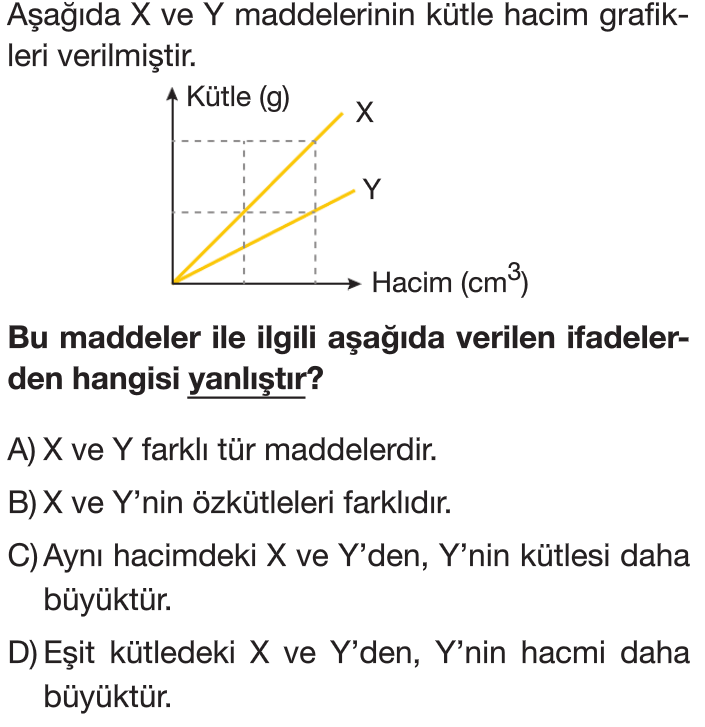 Aşağıda X ve Y maddelerinin kütle hacim grafik-
leri verilmiştir.
Kütle (g)
X
Y
Hacim (cm³)
Bu maddeler ile ilgili aşağıda verilen ifadeler-
den hangisi yanlıştır?
A) X ve Y farklı tür maddelerdir.
B) X ve Y’nin özkütleleri farklıdır.
C) Aynı hacimdeki X ve Y’den, Y’nin kütlesi daha
büyüktür.
D) Eşit kütledeki X ve Y’den, Y’nin hacmi daha
büyüktür.